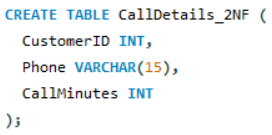 CREATE TABLE CallDetails_2NF (
  CustomerID INT,
  Phone VARCHAR(15),
  CallMinutes INT
);